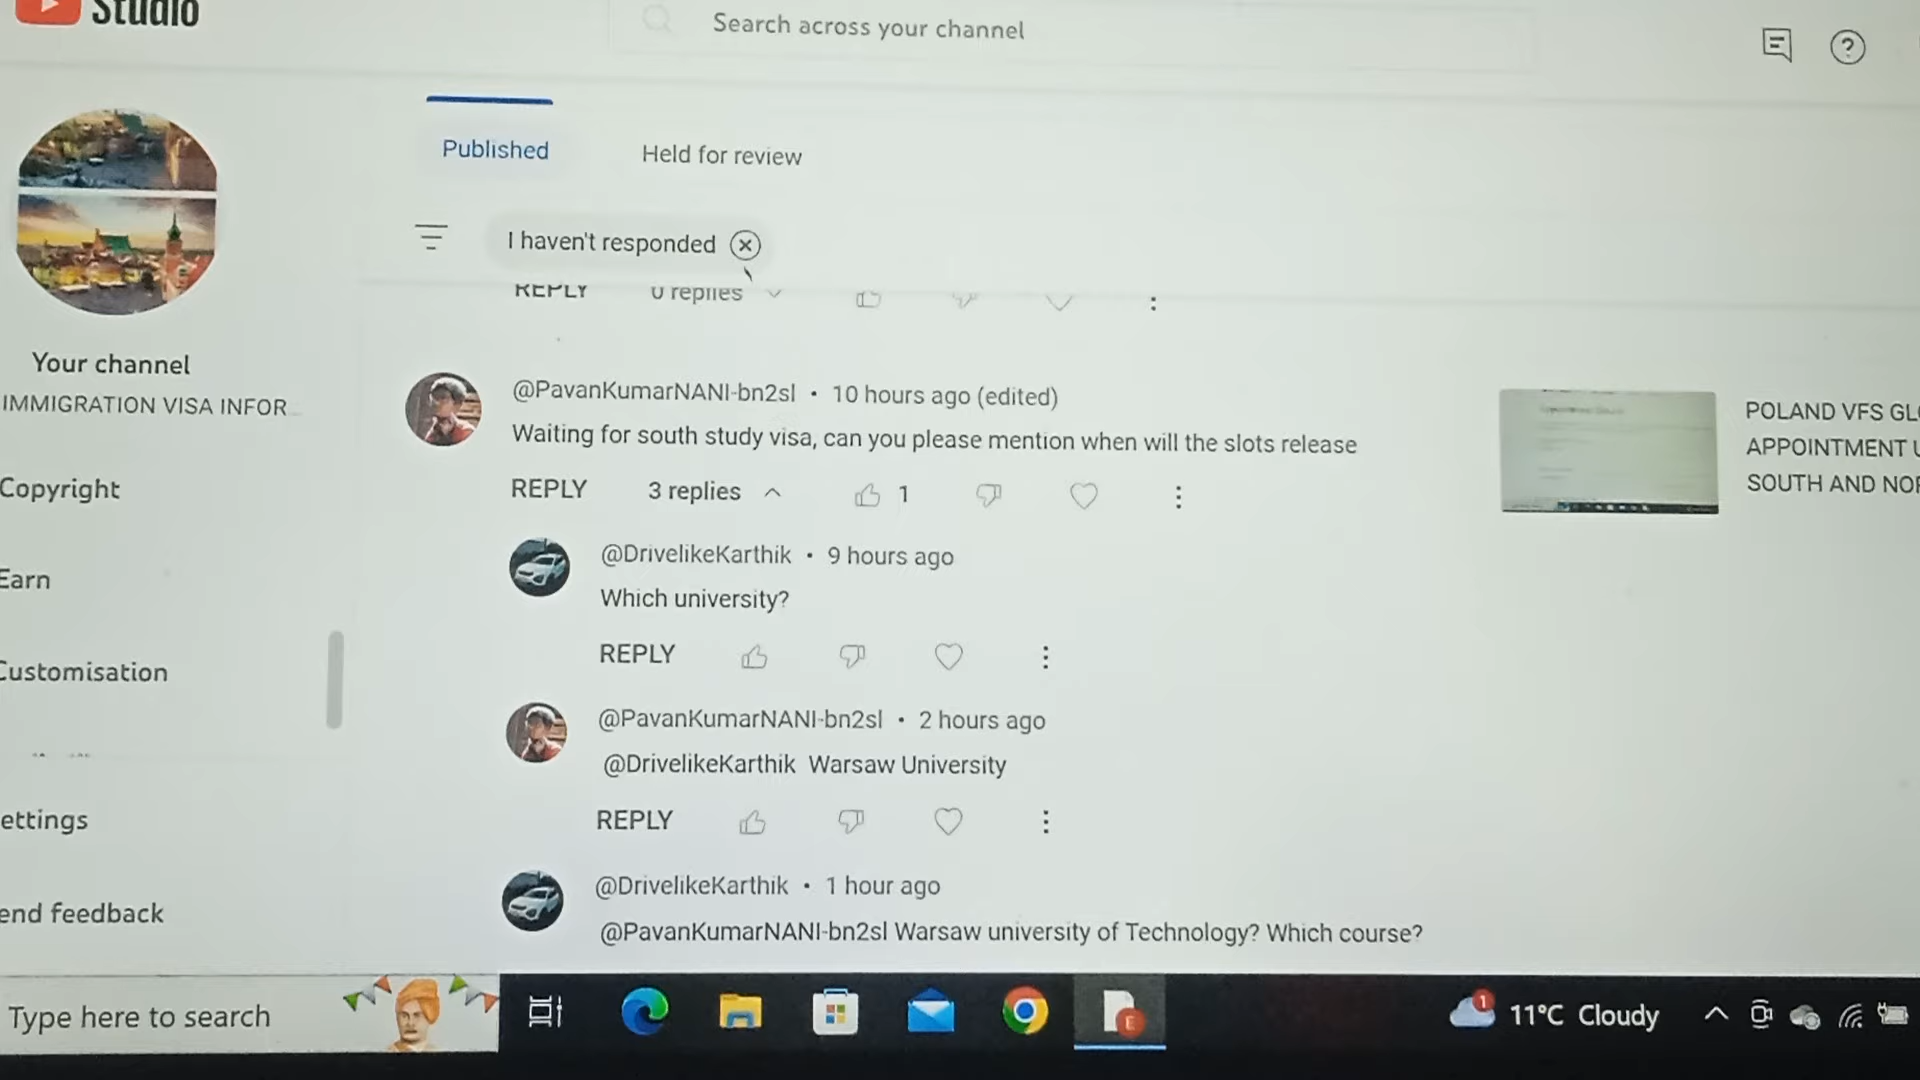 Studio
Search across your channel
Published
Held for review
I haven't responded
REPLY
0 replies
Your channel
IMMIGRATION VISA INFOR...
Copyright
Earn
Customisation
ettings
end feedback
@PavanKumarNANI-bn2sl • 10 hours ago (edited)
Waiting for south study visa, can you please mention when will the slots release
REPLY
3 replies
1
POLAND VFS GL
APPOINTMENT
SOUTH AND NOR
@DrivelikeKarthik • 9 hours ago
Which university?
REPLY
@PavanKumarNANI-bn2sl • 2 hours ago
@DrivelikeKarthik Warsaw University
REPLY
@DrivelikeKarthik • 1 hour ago
@PavanKumarNANI-bn2sl Warsaw university of Technology? Which course?
Type here to search
E
1
11°C Cloudy